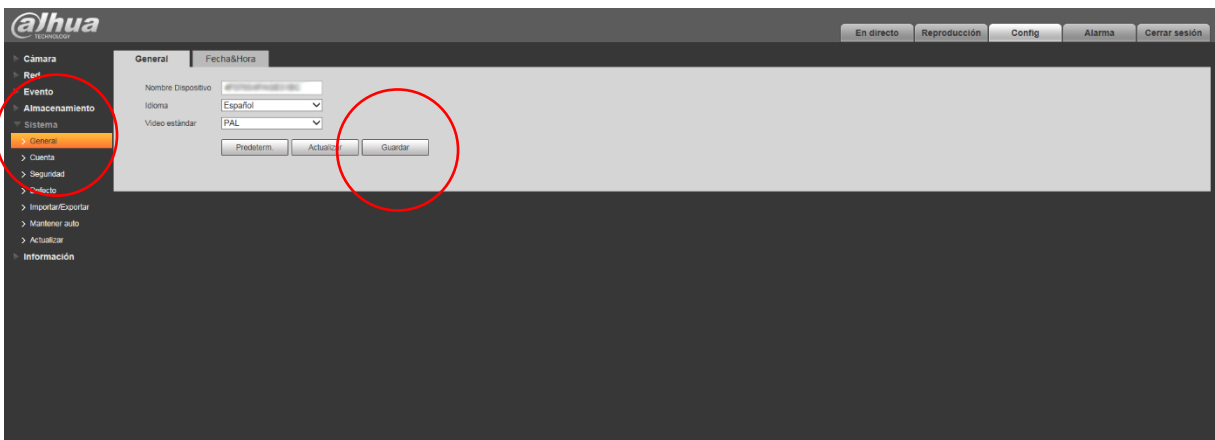 alhua
TECHNOLOGY
En directo
Reproducción
Config
Alarma
Cerrar sesión
Cámara
Red
Evento
Almacenamiento
Sistema
General
Cuenta
Seguridad
Defecto
Importar/Exportar
Mantener auto
Actualizar
Información
General
Fecha&Hora
Nombre Dispositivo
Idioma
Español
Video estándar
PAL
Predeterm.
Actualizar
Guardar